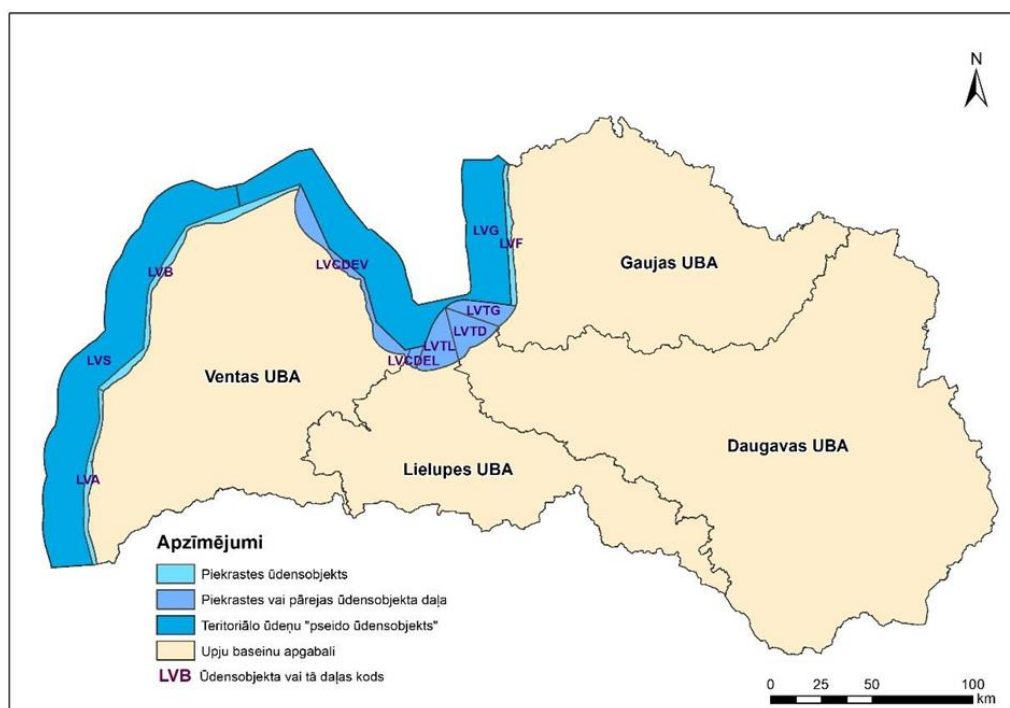 N
LVG
LVF
Gaujas UBA
LVB
LVCDEV
LVTG
LVTD
LVTL
LVCDEL
LVS
Ventas UBA
Daugavas UBA
Lielupes UBA
LVA
Apzīmējumi
Piekrastes ūdensobjekts
Piekrastes vai pārejas ūdensobjekta daļa
Teritoriālo ūdeņu "pseido ūdensobjekts"
Upju baseinu apgabali
LVB Ūdensobjekta vai tā daļas kods
0 25 50 100
km